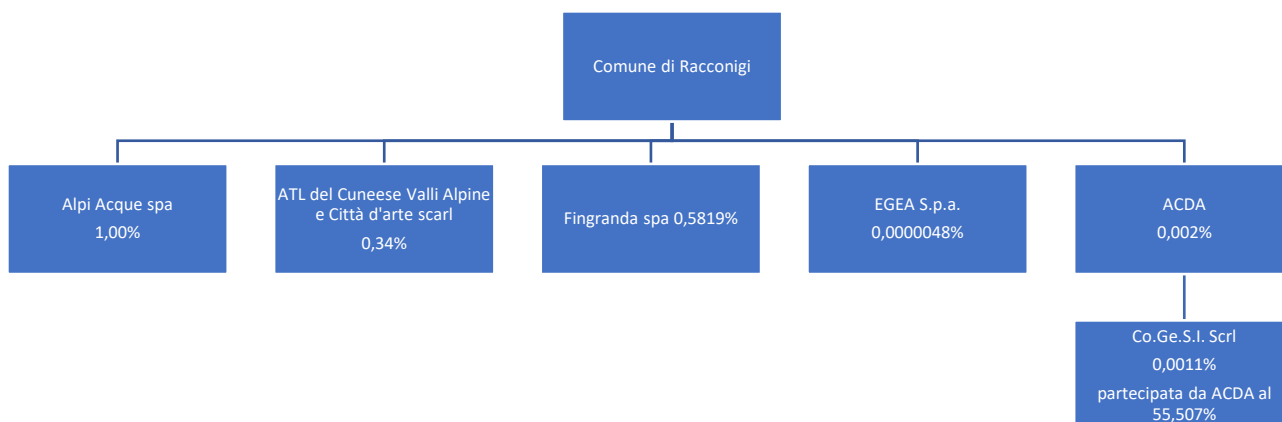 Comune di Racconigi
Alpi Acque spa
1,00%
ATL del Cuneese Valli Alpine
e Città d'arte scarl
0,34%
Fingranda spa 0,5819%
EGEA S.p.a.
0,0000048%
ACDA
0,002%
Co.Ge.S.I. Scrl
0,0011%
partecipata da ACDA al
55,507%